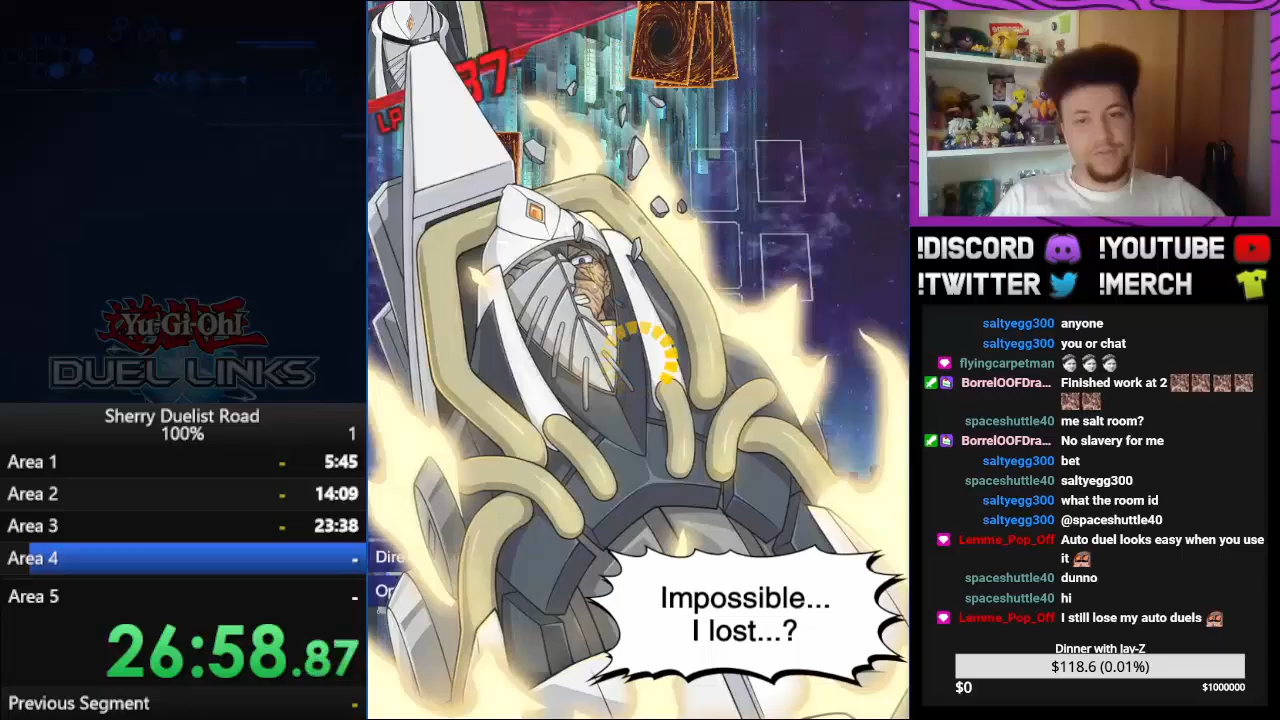 Yu-Gi-Oh!
DUEL LINKS
Sherry Duelist Road
100% 1
Area 1 - 5:45
Area 2 - 14:09
Area 3 - 23:38
Area 4 -
Area 5 -
26:58.87
Previous Segment -
LP
37
Dire
Or
Impossible...
I lost...?
!DISCORD !YOUTUBE
!TWITTER !MERCH
saltyegg300 anyone
saltyegg300 you or chat
flyingcarpetman
BorrelOOFDra... Finished work at 2
spaceshuttle40 me salt room?
BorrelOOFDra... No slavery for me
saltyegg300 bet
spaceshuttle40 saltyegg300
saltyegg300 what the room id
saltyegg300 @spaceshuttle40
Lemme_Pop_Off Auto duel looks easy when you use
it
spaceshuttle40 dunno
spaceshuttle40 hi
Lemme_Pop_Off I still lose my auto duels
Dinner with Jay-Z
$118.6 (0.01%)
$0 $1000000